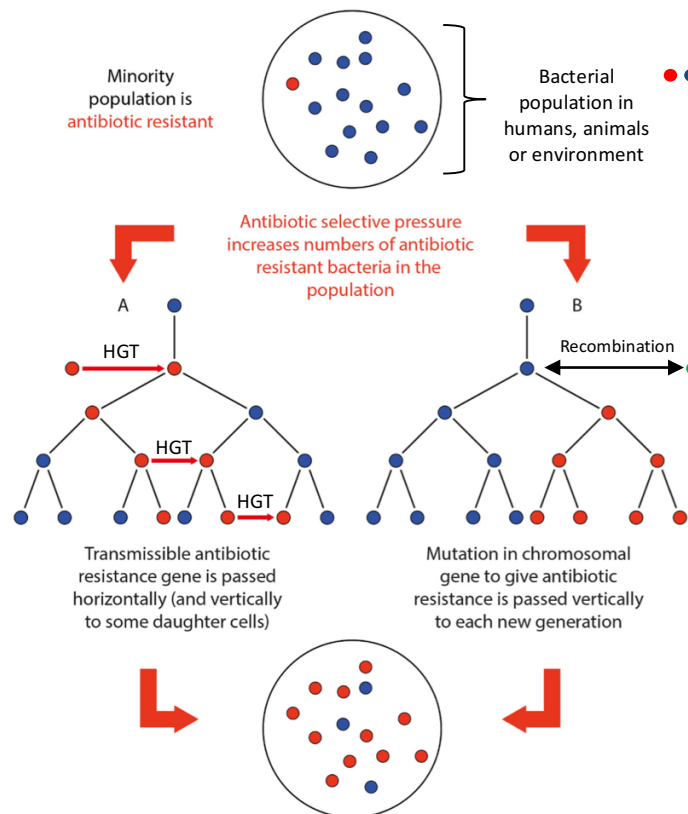 Minority
population is
antibiotic resistant
Bacterial
population in
humans, animals
or environment
Antibiotic selective pressure
increases numbers of antibiotic
resistant bacteria in the
population
A
B
HGT
Recombination
HGT
HGT
Transmissible antibiotic
resistance gene is passed
horizontally (and vertically
to some daughter cells)
Mutation in chromosomal
gene to give antibiotic
resistance is passed vertically
to each new generation